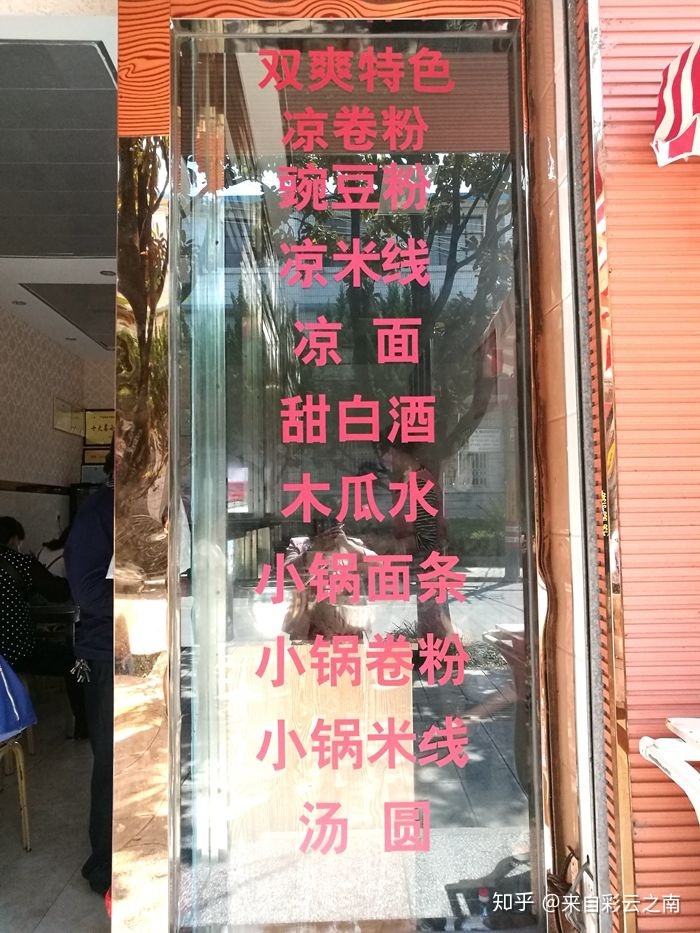 双爽特色
凉卷粉
豌豆粉
凉米线
凉 面
甜白酒
木瓜水
小锅面条
小锅卷粉
小锅米线
汤 圆
知乎 @来自彩云之南